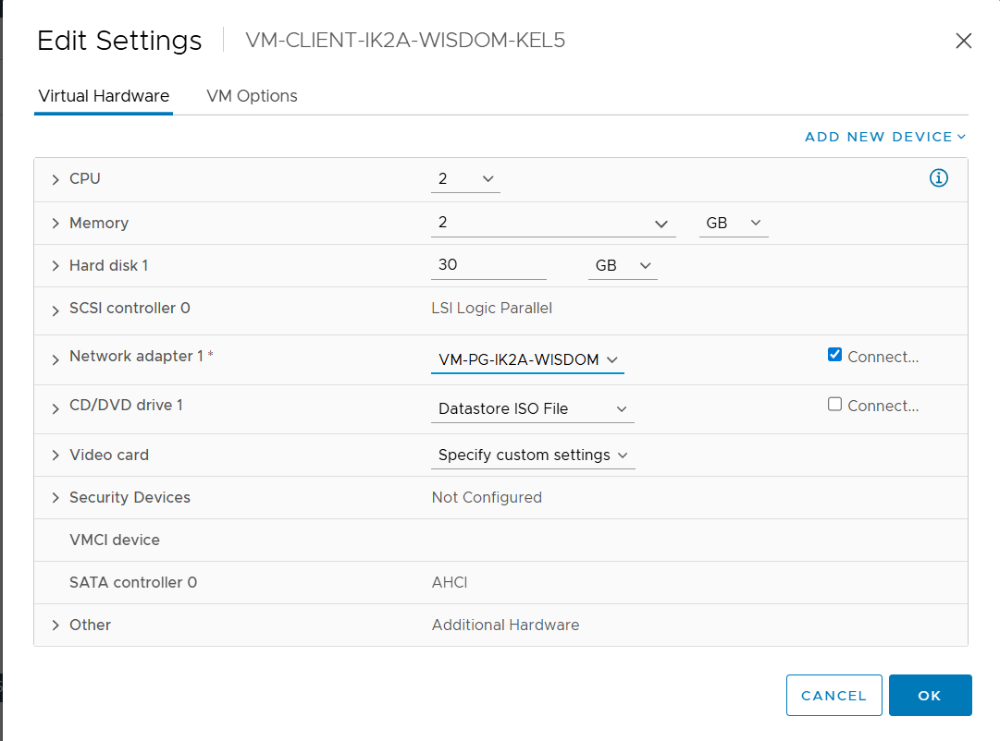 Edit Settings VM-CLIENT-IK2A-WISDOM-KEL5
Virtual Hardware VM Options
ADD NEW DEVICE
CPU 2
Memory 2 GB
Hard disk 1 30 GB
SCSI controller 0 LSI Logic Parallel
Network adapter 1 * VM-PG-IK2A-WISDOM Connect...
CD/DVD drive 1 Datastore ISO File Connect...
Video card Specify custom settings
Security Devices Not Configured
VMCI device
SATA controller 0 AHCI
Other Additional Hardware
CANCEL OK